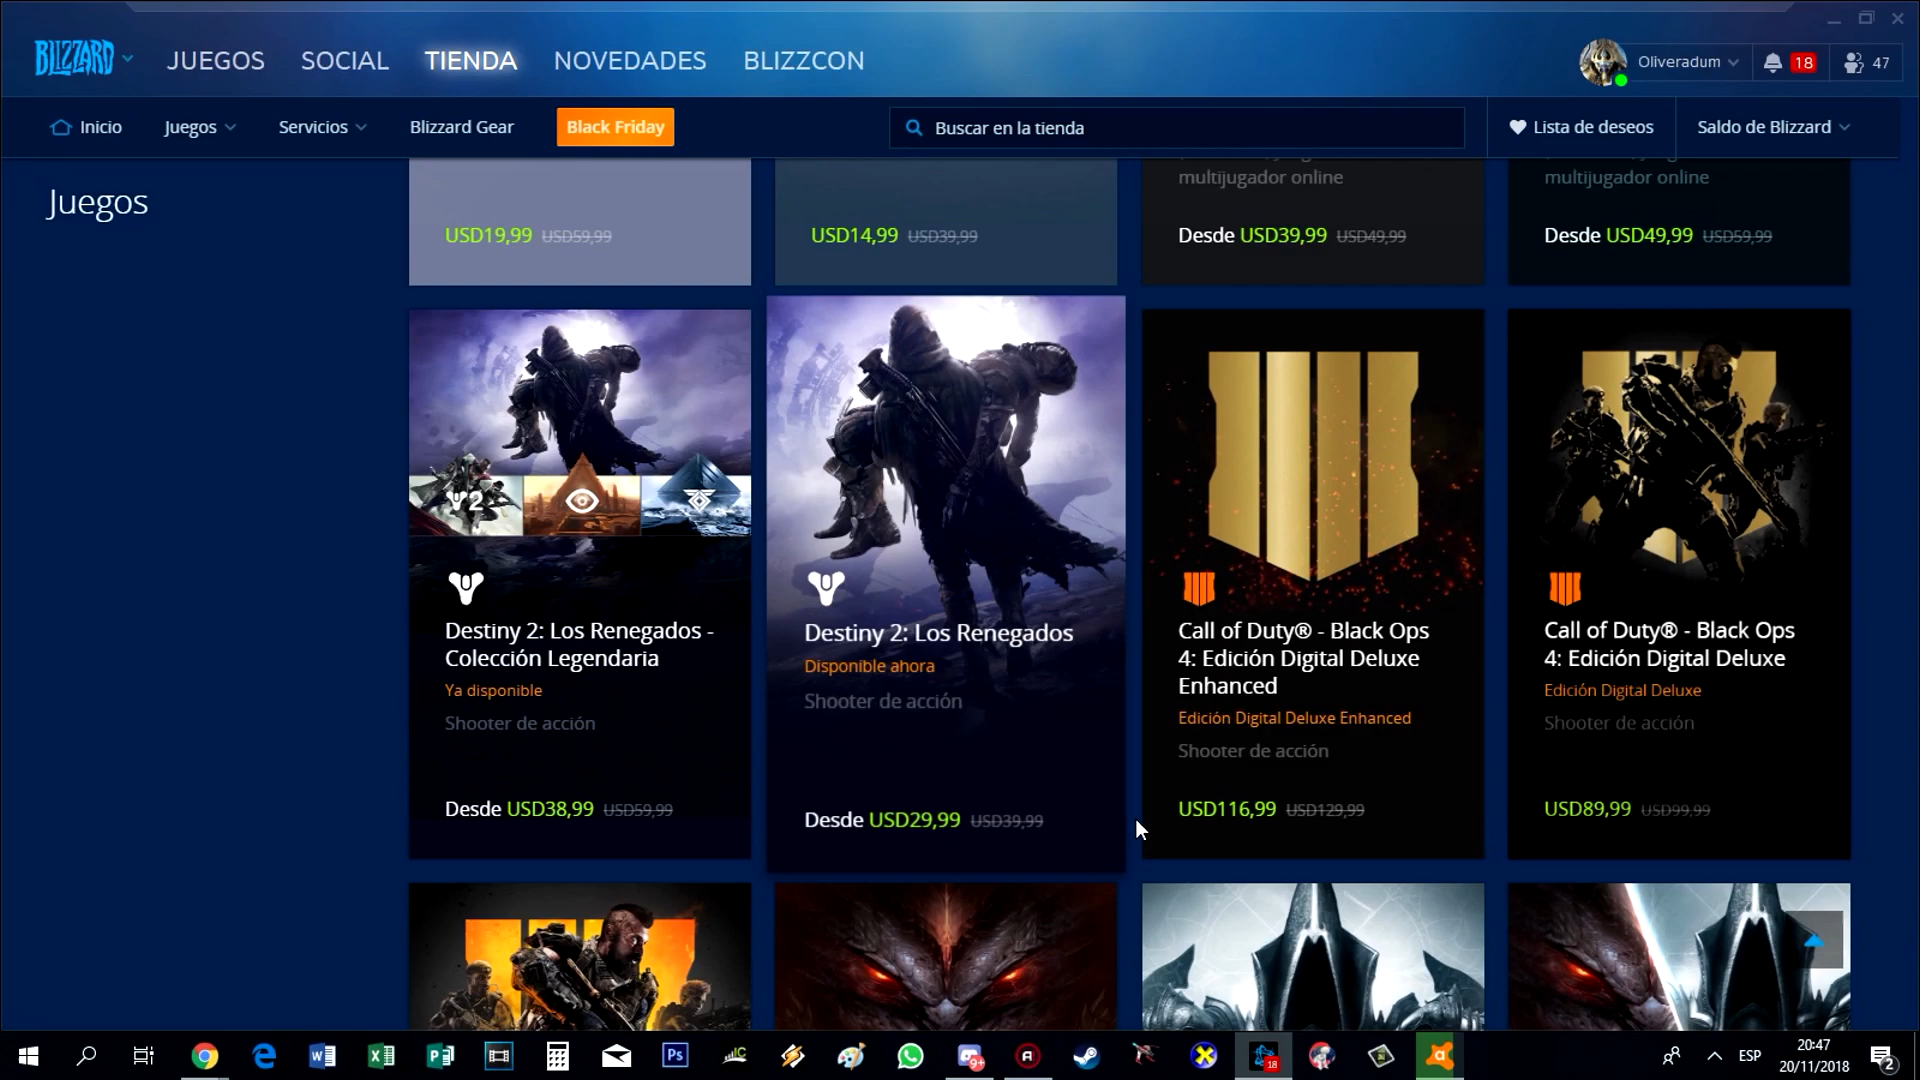 BLIZZARD JUEGOS SOCIAL TIENDA NOVEDADES BLIZZCON Oliveradum 18 47
Inicio Juegos Servicios Blizzard Gear Black Friday Buscar en la tienda Lista de deseos Saldo de Blizzard
Juegos
multijugador online
multijugador online
USD19,99 USD59,99
USD14,99 USD39,99
Desde USD39,99 USD49,99
Desde USD49,99 USD59,99
2
Destiny 2: Los Renegados -
Colección Legendaria
Ya disponible
Shooter de acción
Desde USD38,99 USD59,99
Destiny 2: Los Renegados
Disponible ahora
Shooter de acción
Desde USD29,99 USD39,99
Call of Duty® - Black Ops
4: Edición Digital Deluxe
Enhanced
Edición Digital Deluxe Enhanced
Shooter de acción
USD116,99 USD129,99
Call of Duty® - Black Ops
4: Edición Digital Deluxe
Edición Digital Deluxe
Shooter de acción
USD89,99 USD99,99
Ps
9+
18
ESP
20:47
20/11/2018
2